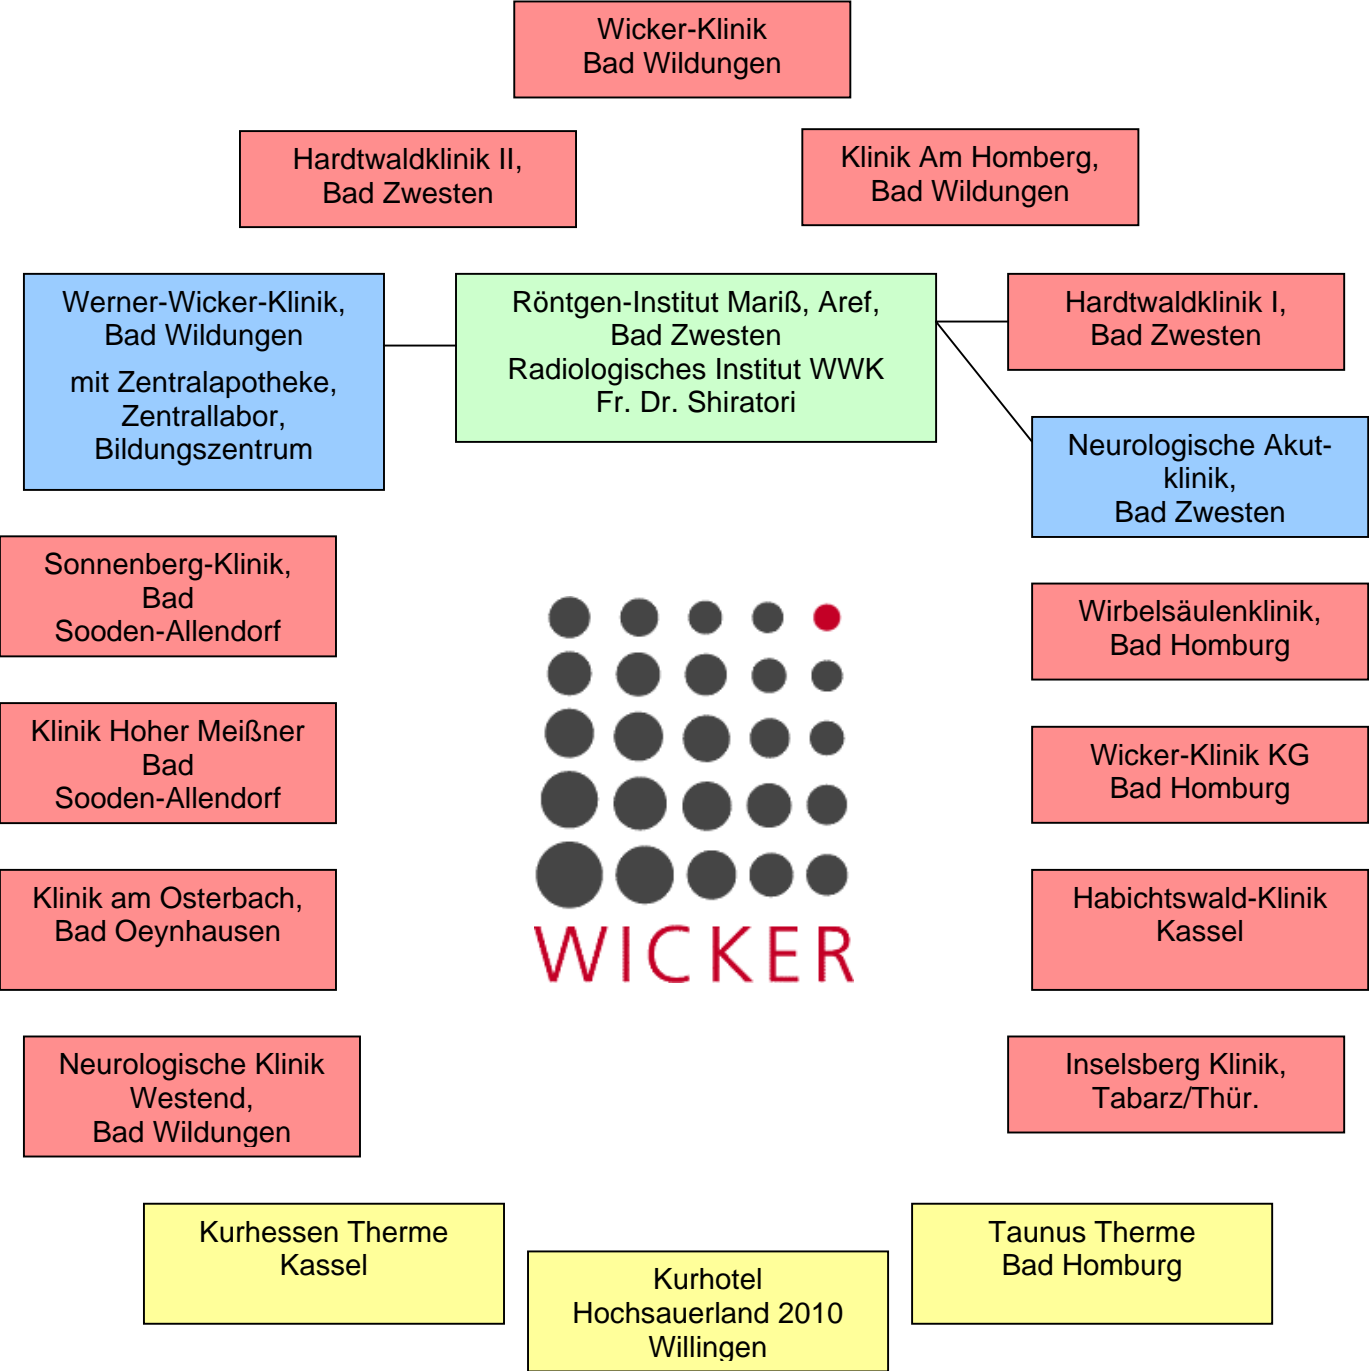 Wicker-Klinik
Bad Wildungen
Hardtwaldklinik II,
Bad Zwesten
Klinik Am Homberg,
Bad Wildungen
Werner-Wicker-Klinik,
Bad Wildungen
mit Zentralapotheke,
Zentrallabor,
Bildungszentrum
Röntgen-Institut Mariß, Aref,
Bad Zwesten
Radiologisches Institut WWK
Fr. Dr. Shiratori
Hardtwaldklinik I,
Bad Zwesten
Neurologische Akut-
klinik,
Bad Zwesten
Sonnenberg-Klinik,
Bad
Sooden-Allendorf
Wirbelsäulenklinik,
Bad Homburg
Klinik Hoher Meißner
Bad
Sooden-Allendorf
Wicker-Klinik KG
Bad Homburg
Klinik am Osterbach,
Bad Oeynhausen
Habichtswald-Klinik
Kassel
WICKER
Neurologische Klinik
Westend,
Bad Wildungen
Inselsberg Klinik,
Tabarz/Thür.
Kurhessen Therme
Kassel
Kurhotel
Hochsauerland 2010
Willingen
Taunus Therme
Bad Homburg